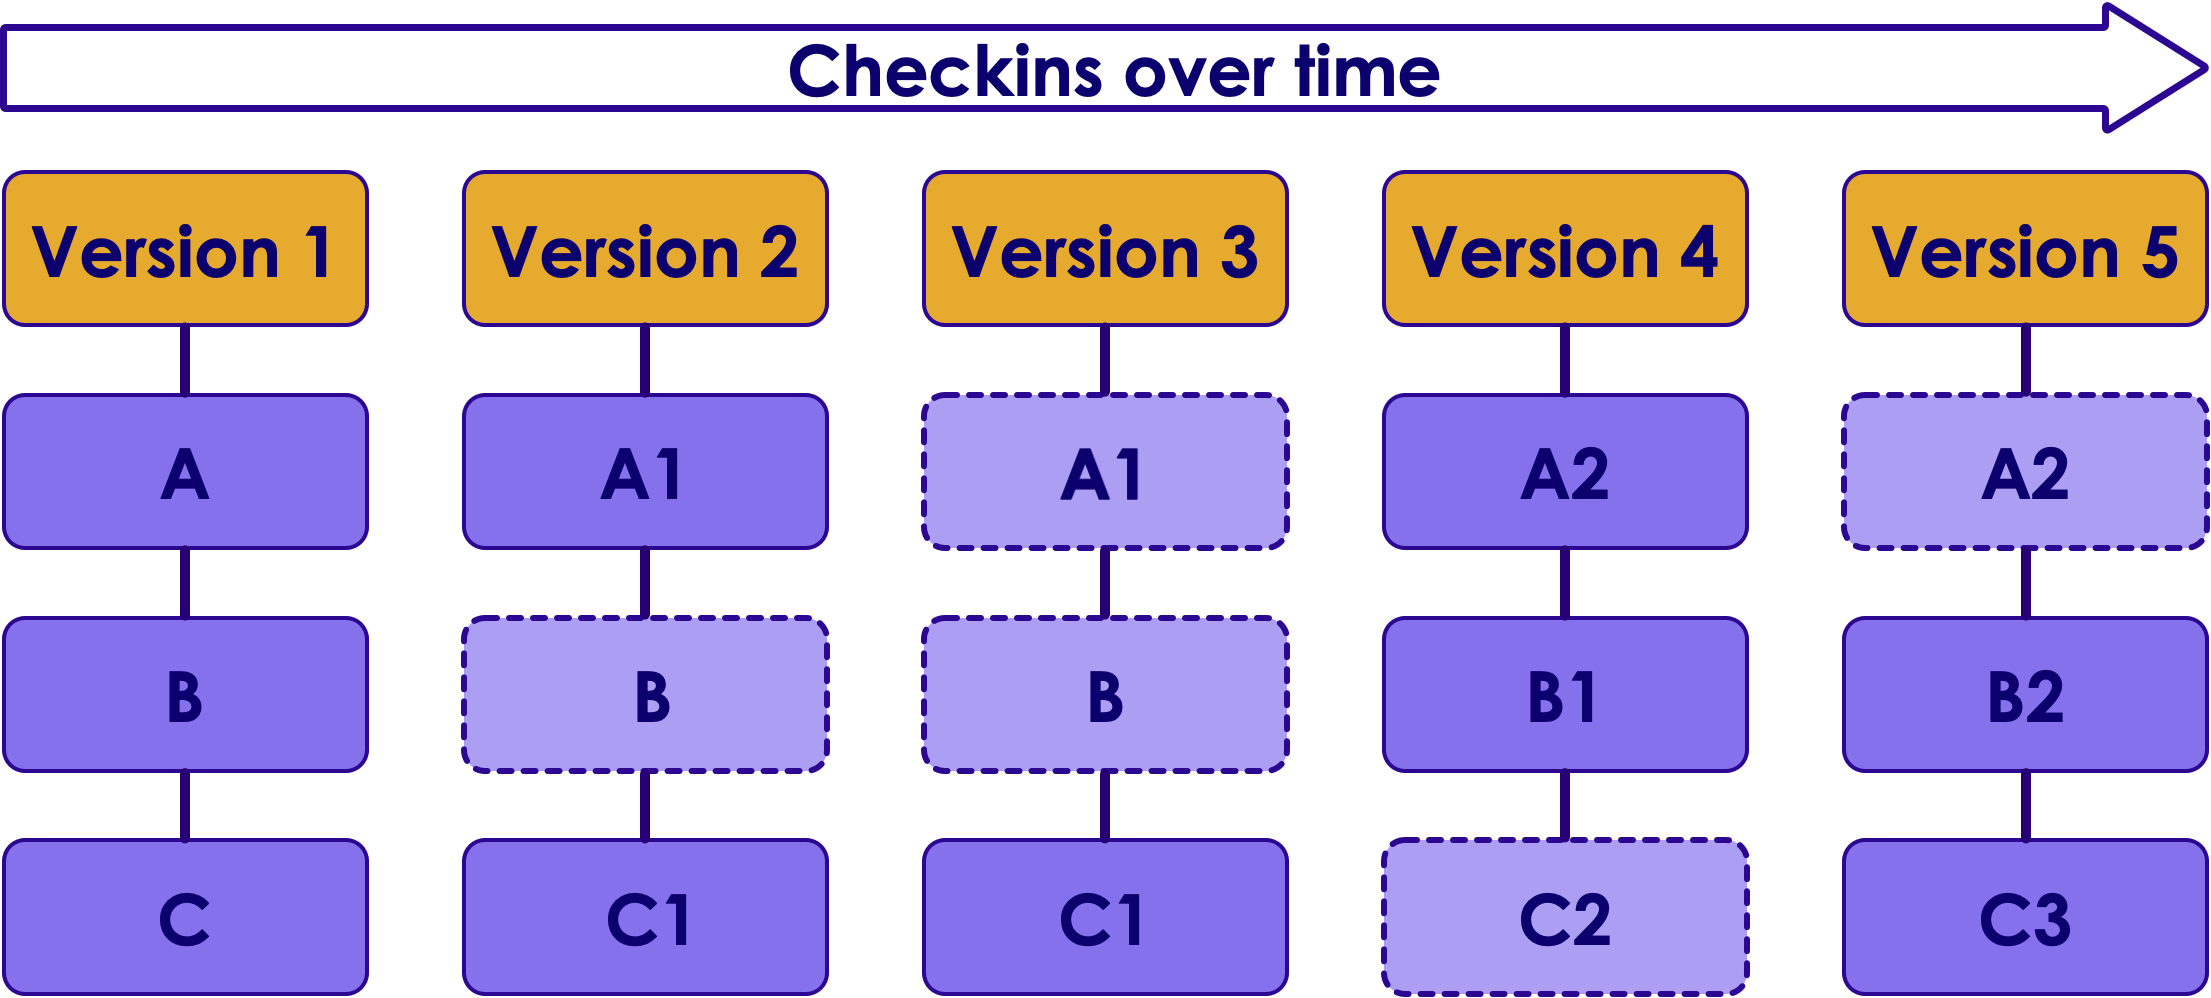 Checkins over time
Version 1
Version 2
Version 3
Version 4
Version 5
A
A1
A1
A2
A2
B
B
B
B1
B2
C
C1
C1
C2
C3